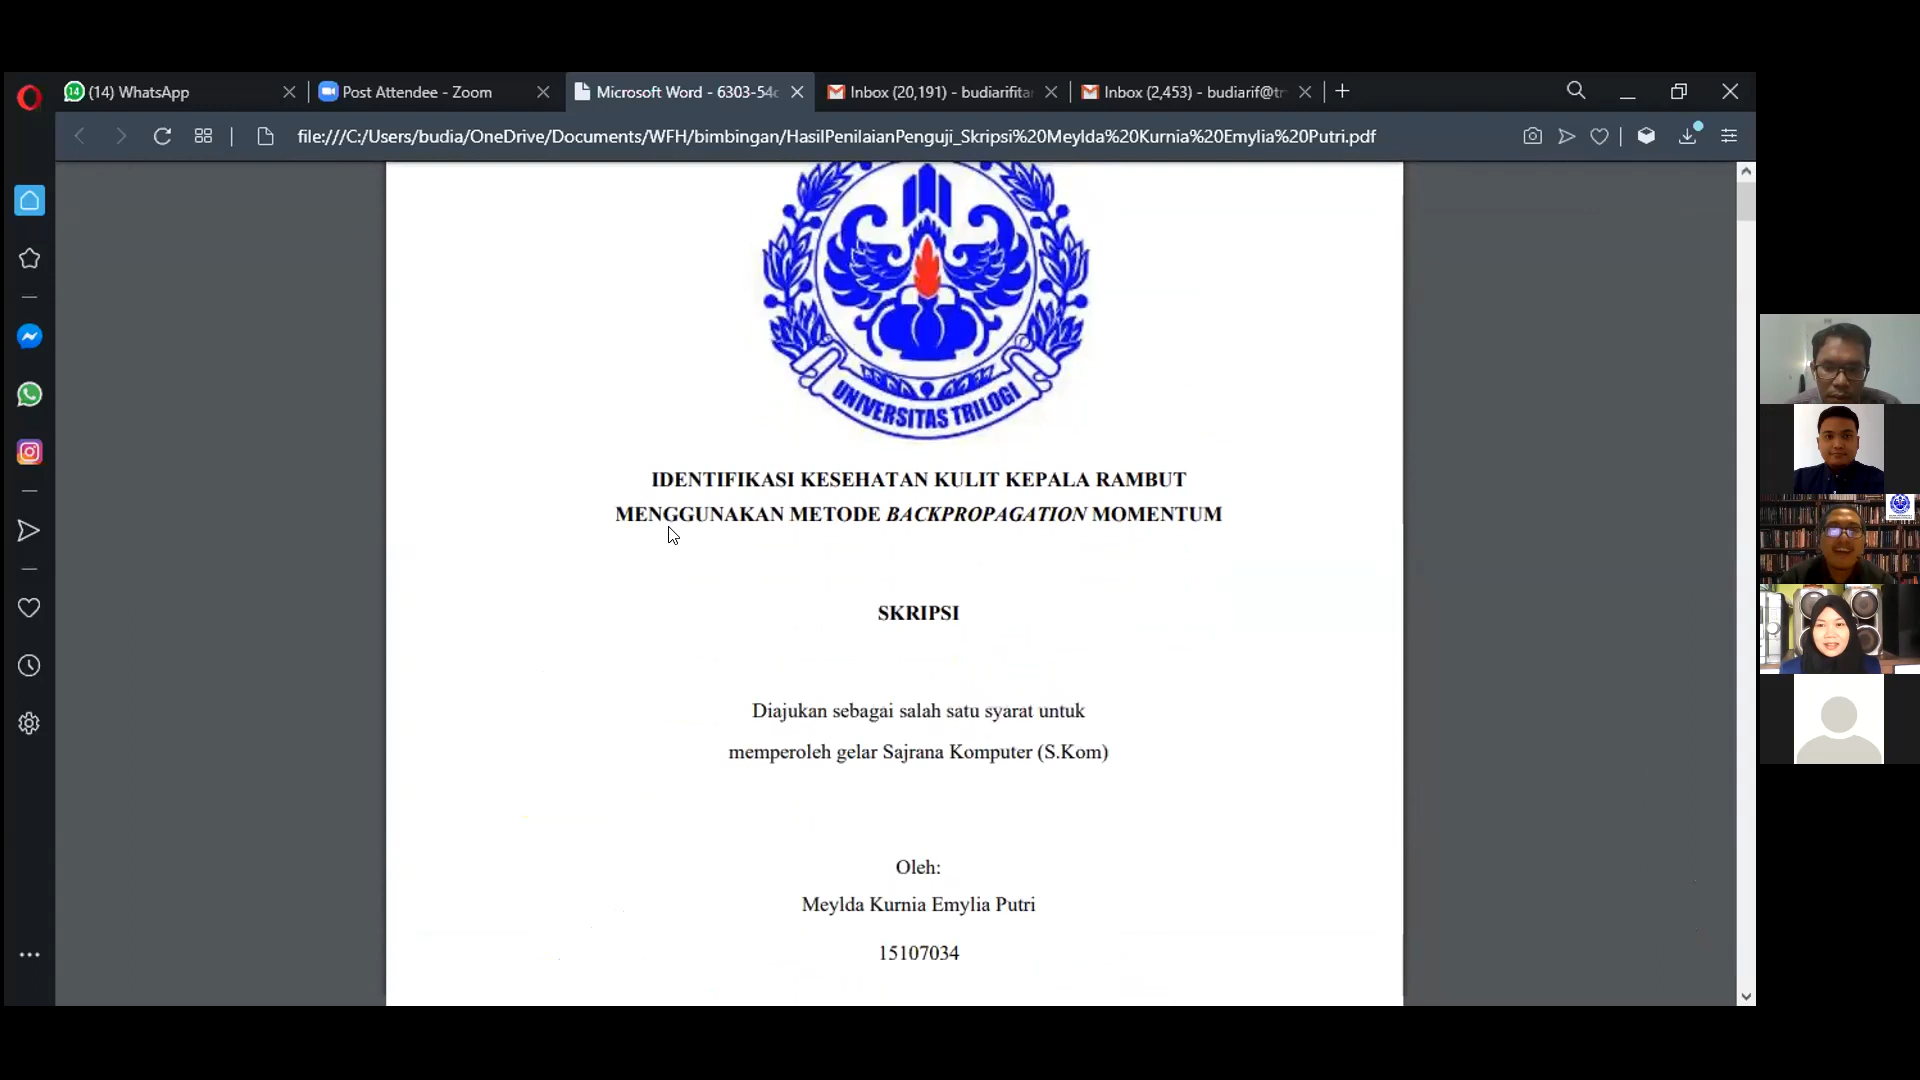 14
(14) WhatsApp
Post Attendee - Zoom
Microsoft Word - 6303-54
Inbox (20,191) - budiarifita
Inbox (2,453) - budiarif@tr
file:///C:/Users/budia/OneDrive/Documents/WFH/bimbingan/HasilPenilaianPenguji_Skripsi%20Meylda%20Kurnia%20Emylia%20Putri.pdf
UNIVERSITAS TRILOGI
IDENTIFIKASI KESEHATAN KULIT KEPALA RAMBUT
MENGGUNAKAN METODE BACKPROPAGATION MOMENTUM
SKRIPSI
Diajukan sebagai salah satu syarat untuk
memperoleh gelar Sajrana Komputer (S.Kom)
Oleh:
Meylda Kurnia Emylia Putri
15107034